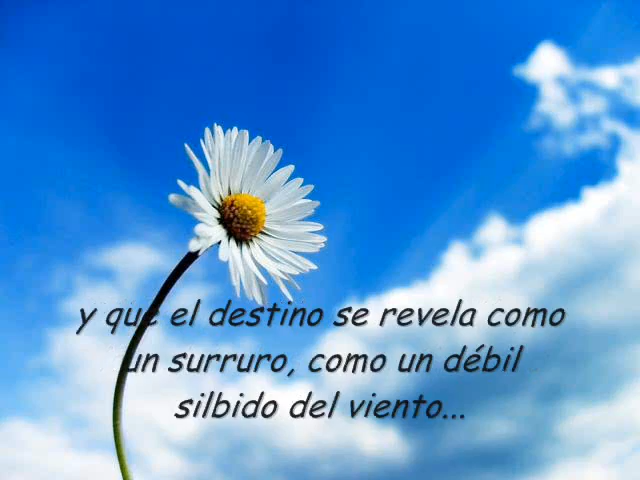 y que el destino se revela como
un surruro, como un débil
silbido del viento...